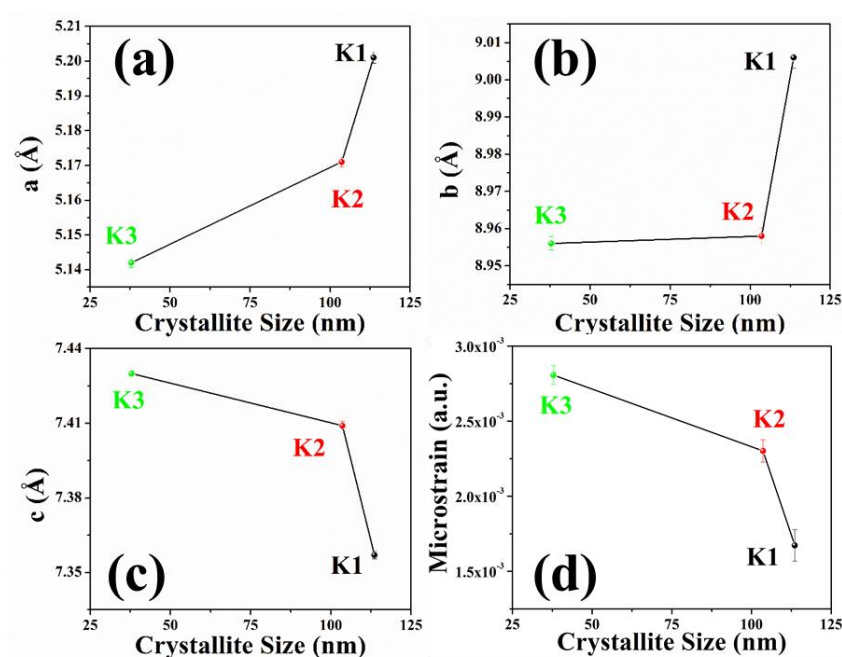 (a)
a (Å)
5.20
5.19
5.18
5.17
5.16
5.15
5.14
K1
K2
K3
25 50 75 100 125
Crystallite Size (nm)
(b)
b (Å)
9.01
9.00
8.99
8.98
8.97
8.96
8.95
K1
K2
K3
25 50 75 100 125
Crystallite Size (nm)
(c)
c (Å)
7.44
7.41
7.38
7.35
K3
K2
K1
25 50 75 100 125
Crystallite Size (nm)
(d)
Microstrain (a.u.)
3.0x10⁻³
2.5x10⁻³
2.0x10⁻³
1.5x10⁻³
K3
K2
K1
25 50 75 100 125
Crystallite Size (nm)